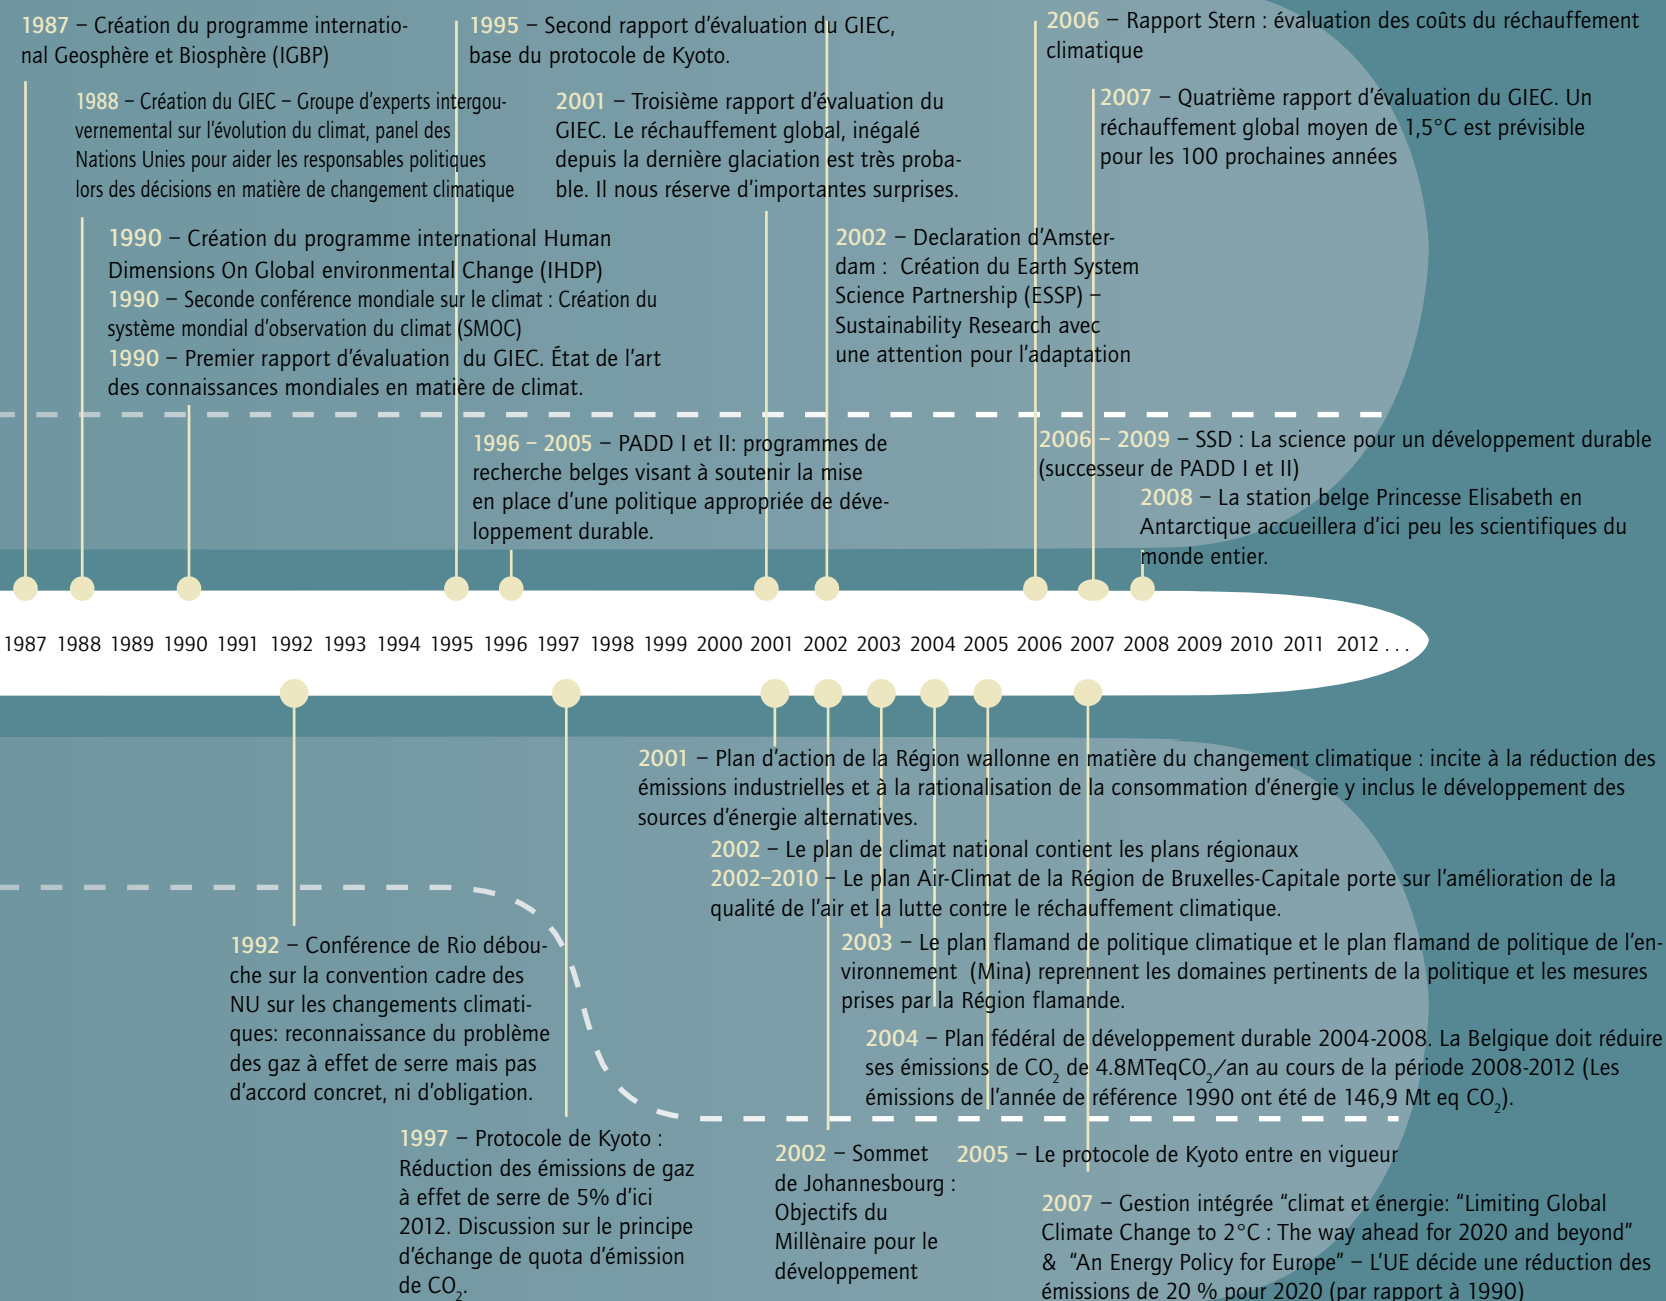 1987 – Création du programme internatio-
nal Geosphère et Biosphère (IGBP)
1988 – Création du GIEC – Groupe d'experts intergou-
vernemental sur l'évolution du climat, panel des
Nations Unies pour aider les responsables politiques
lors des décisions en matière de changement climatique
1990 – Création du programme international Human
Dimensions On Global environmental Change (IHDP)
1990 – Seconde conférence mondiale sur le climat : Création du
système mondial d'observation du climat (SMOC)
1990 – Premier rapport d'évaluation du GIEC. État de l'art
des connaissances mondiales en matière de climat.
1995 – Second rapport d'évaluation du GIEC,
base du protocole de Kyoto.
2001 – Troisième rapport d'évaluation du
GIEC. Le réchauffement global, inégalé
depuis la dernière glaciation est très proba-
ble. Il nous réserve d'importantes surprises.
2002 – Declaration d'Amster-
dam : Création du Earth System
Science Partnership (ESSP) –
Sustainability Research avec
une attention pour l'adaptation
2006 – Rapport Stern : évaluation des coûts du réchauffement
climatique
2007 – Quatrième rapport d'évaluation du GIEC. Un
réchauffement global moyen de 1,5°C est prévisible
pour les 100 prochaines années
1996 – 2005 – PADD I et II: programmes de
recherche belges visant à soutenir la mise
en place d'une politique appropriée de déve-
loppement durable.
2006 – 2009 – SSD : La science pour un développement durable
(successeur de PADD I et II)
2008 – La station belge Princesse Elisabeth en
Antarctique accueillera d'ici peu les scientifiques du
monde entier.
1987 1988 1989 1990 1991 1992 1993 1994 1995 1996 1997 1998 1999 2000 2001 2002 2003 2004 2005 2006 2007 2008 2009 2010 2011 2012 . . .
2001 – Plan d'action de la Région wallonne en matière du changement climatique : incite à la réduction des
émissions industrielles et à la rationalisation de la consommation d'énergie y inclus le développement des
sources d'énergie alternatives.
2002 – Le plan de climat national contient les plans régionaux
2002–2010 – Le plan Air-Climat de la Région de Bruxelles-Capitale porte sur l'amélioration de la
qualité de l'air et la lutte contre le réchauffement climatique.
2003 – Le plan flamand de politique climatique et le plan flamand de politique de l'en-
vironnement (Mina) reprennent les domaines pertinents de la politique et les mesures
prises par la Région flamande.
2004 – Plan fédéral de développement durable 2004-2008. La Belgique doit réduire
ses émissions de CO₂ de 4.8MTeqCO₂/an au cours de la période 2008-2012 (Les
émissions de l'année de référence 1990 ont été de 146,9 Mt eq CO₂).
1992 – Conférence de Rio débou-
che sur la convention cadre des
NU sur les changements climati-
ques: reconnaissance du problème
des gaz à effet de serre mais pas
d'accord concret, ni d'obligation.
1997 – Protocole de Kyoto :
Réduction des émissions de gaz
à effet de serre de 5% d'ici
2012. Discussion sur le principe
d'échange de quota d'émission
de CO₂.
2002 – Sommet
de Johannesbourg :
Objectifs du
Millènaire pour le
développement
2005 – Le protocole de Kyoto entre en vigueur
2007 – Gestion intégrée "climat et énergie: "Limiting Global
Climate Change to 2°C : The way ahead for 2020 and beyond"
& "An Energy Policy for Europe" – L'UE décide une réduction des
émissions de 20 % pour 2020 (par rapport à 1990)